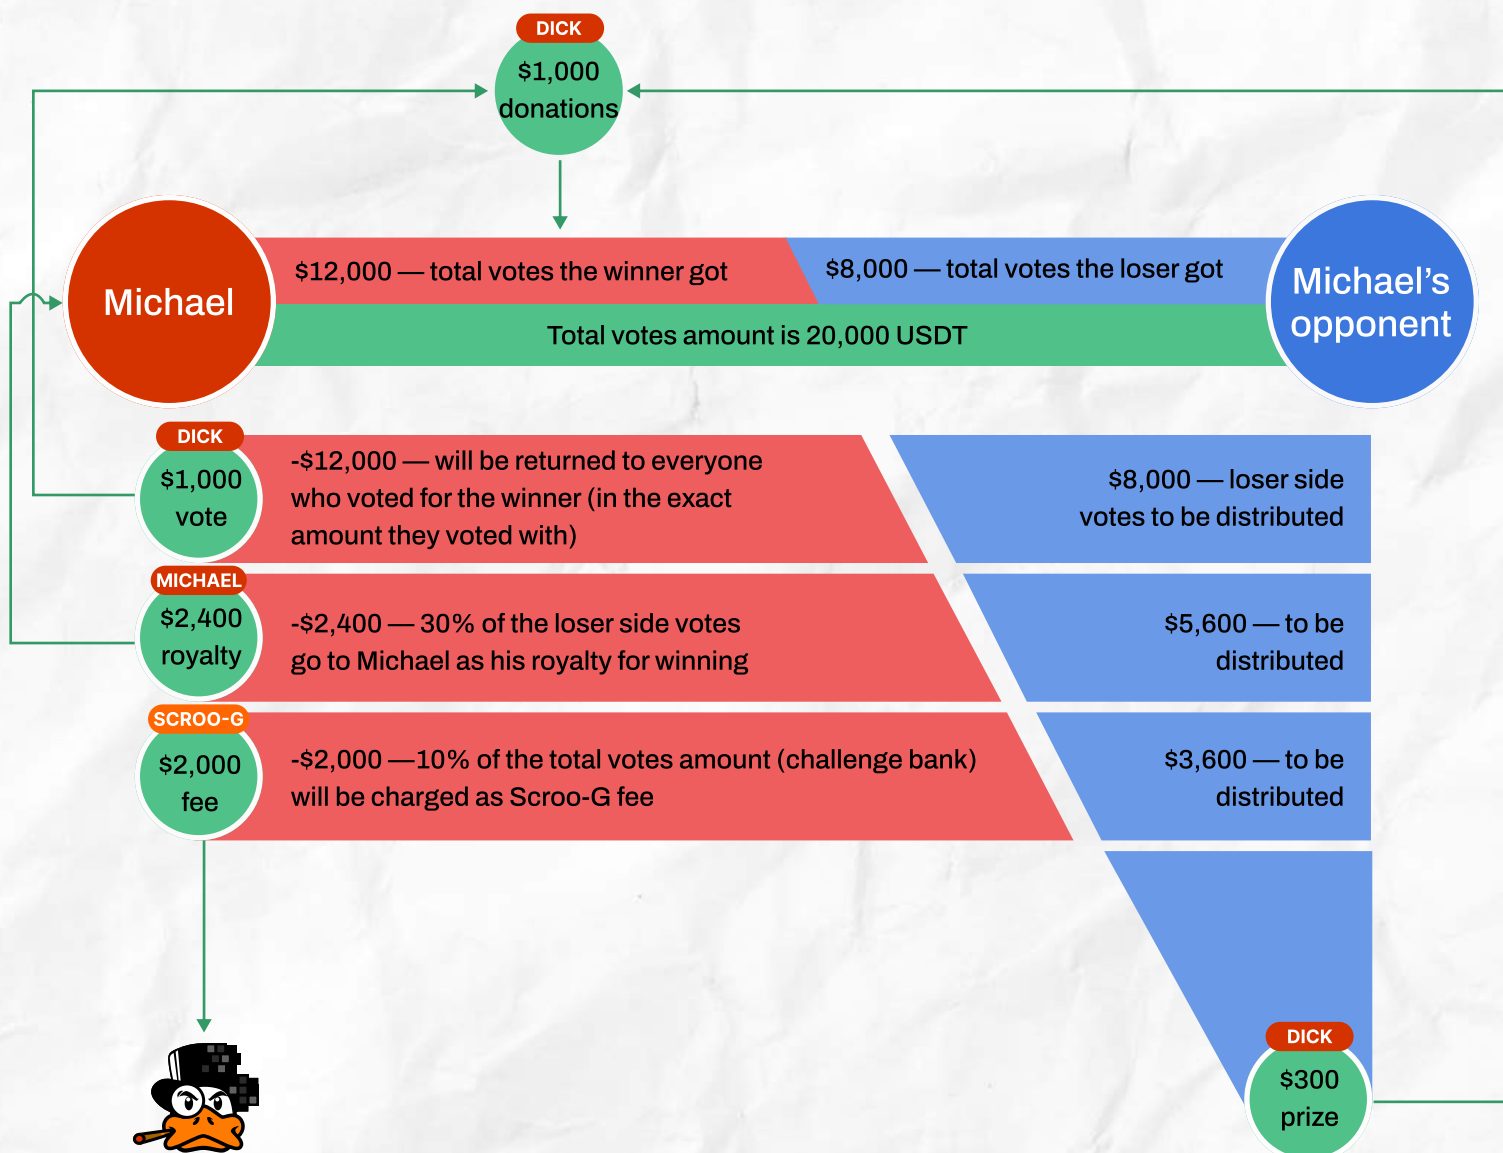 DICK
$1,000
donations
Michael
$12,000 — total votes the winner got
$8,000 — total votes the loser got
Total votes amount is 20,000 USDT
Michael’s
opponent
DICK
$1,000
vote
-$12,000 — will be returned to everyone
who voted for the winner (in the exact
amount they voted with)
$8,000 — loser side
votes to be distributed
MICHAEL
$2,400
royalty
-$2,400 — 30% of the loser side votes
go to Michael as his royalty for winning
$5,600 — to be
distributed
SCROO-G
$2,000
fee
-$2,000 —10% of the total votes amount (challenge bank)
will be charged as Scroo-G fee
$3,600 — to be
distributed
DICK
$300
prize